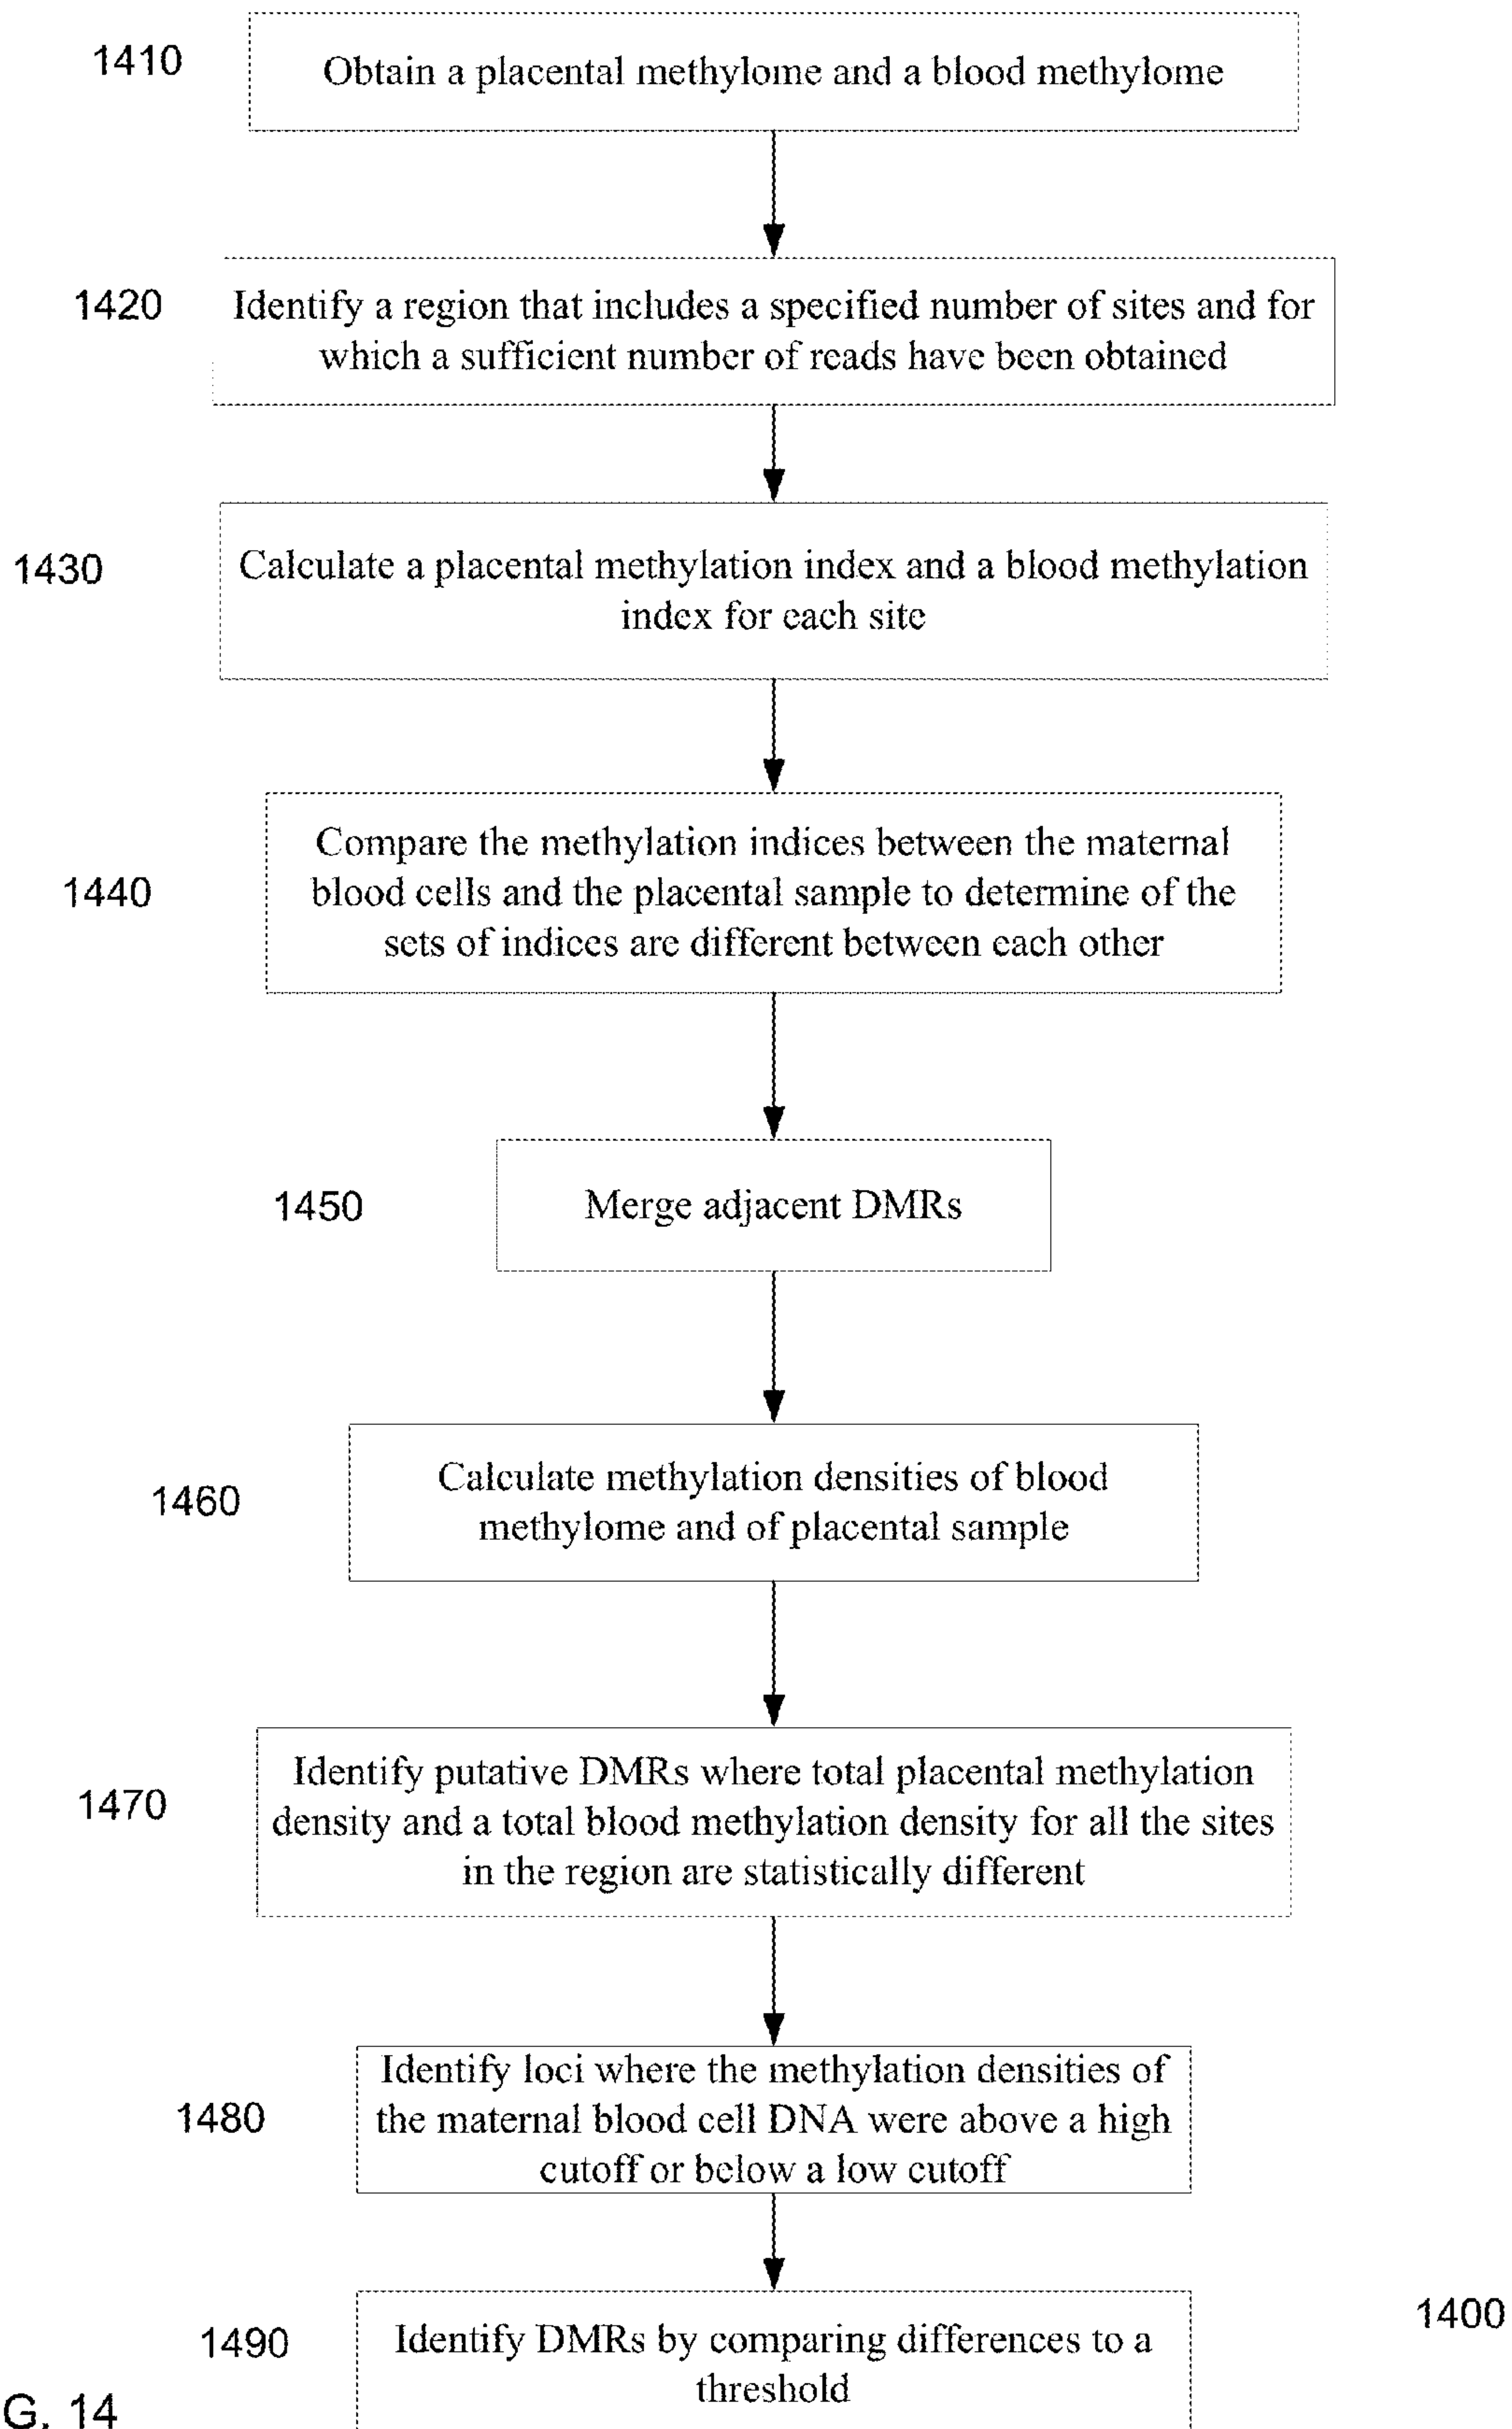 1410
Obtain a placental methylome and a blood methylome
1420
Identify a region that includes a specified number of sites and for
which a sufficient number of reads have been obtained
1430
Calculate a placental methylation index and a blood methylation
index for each site
1440
Compare the methylation indices between the maternal
blood cells and the placental sample to determine of the
sets of indices are different between each other
1450
Merge adjacent DMRs
1460
Calculate methylation densities of blood
methylome and of placental sample
1470
Identify putative DMRs where total placental methylation
density and a total blood methylation density for all the sites
in the region are statistically different
1480
Identify loci where the methylation densities of
the maternal blood cell DNA were above a high
cutoff or below a low cutoff
1490
Identify DMRs by comparing differences to a
threshold
1400
G. 14